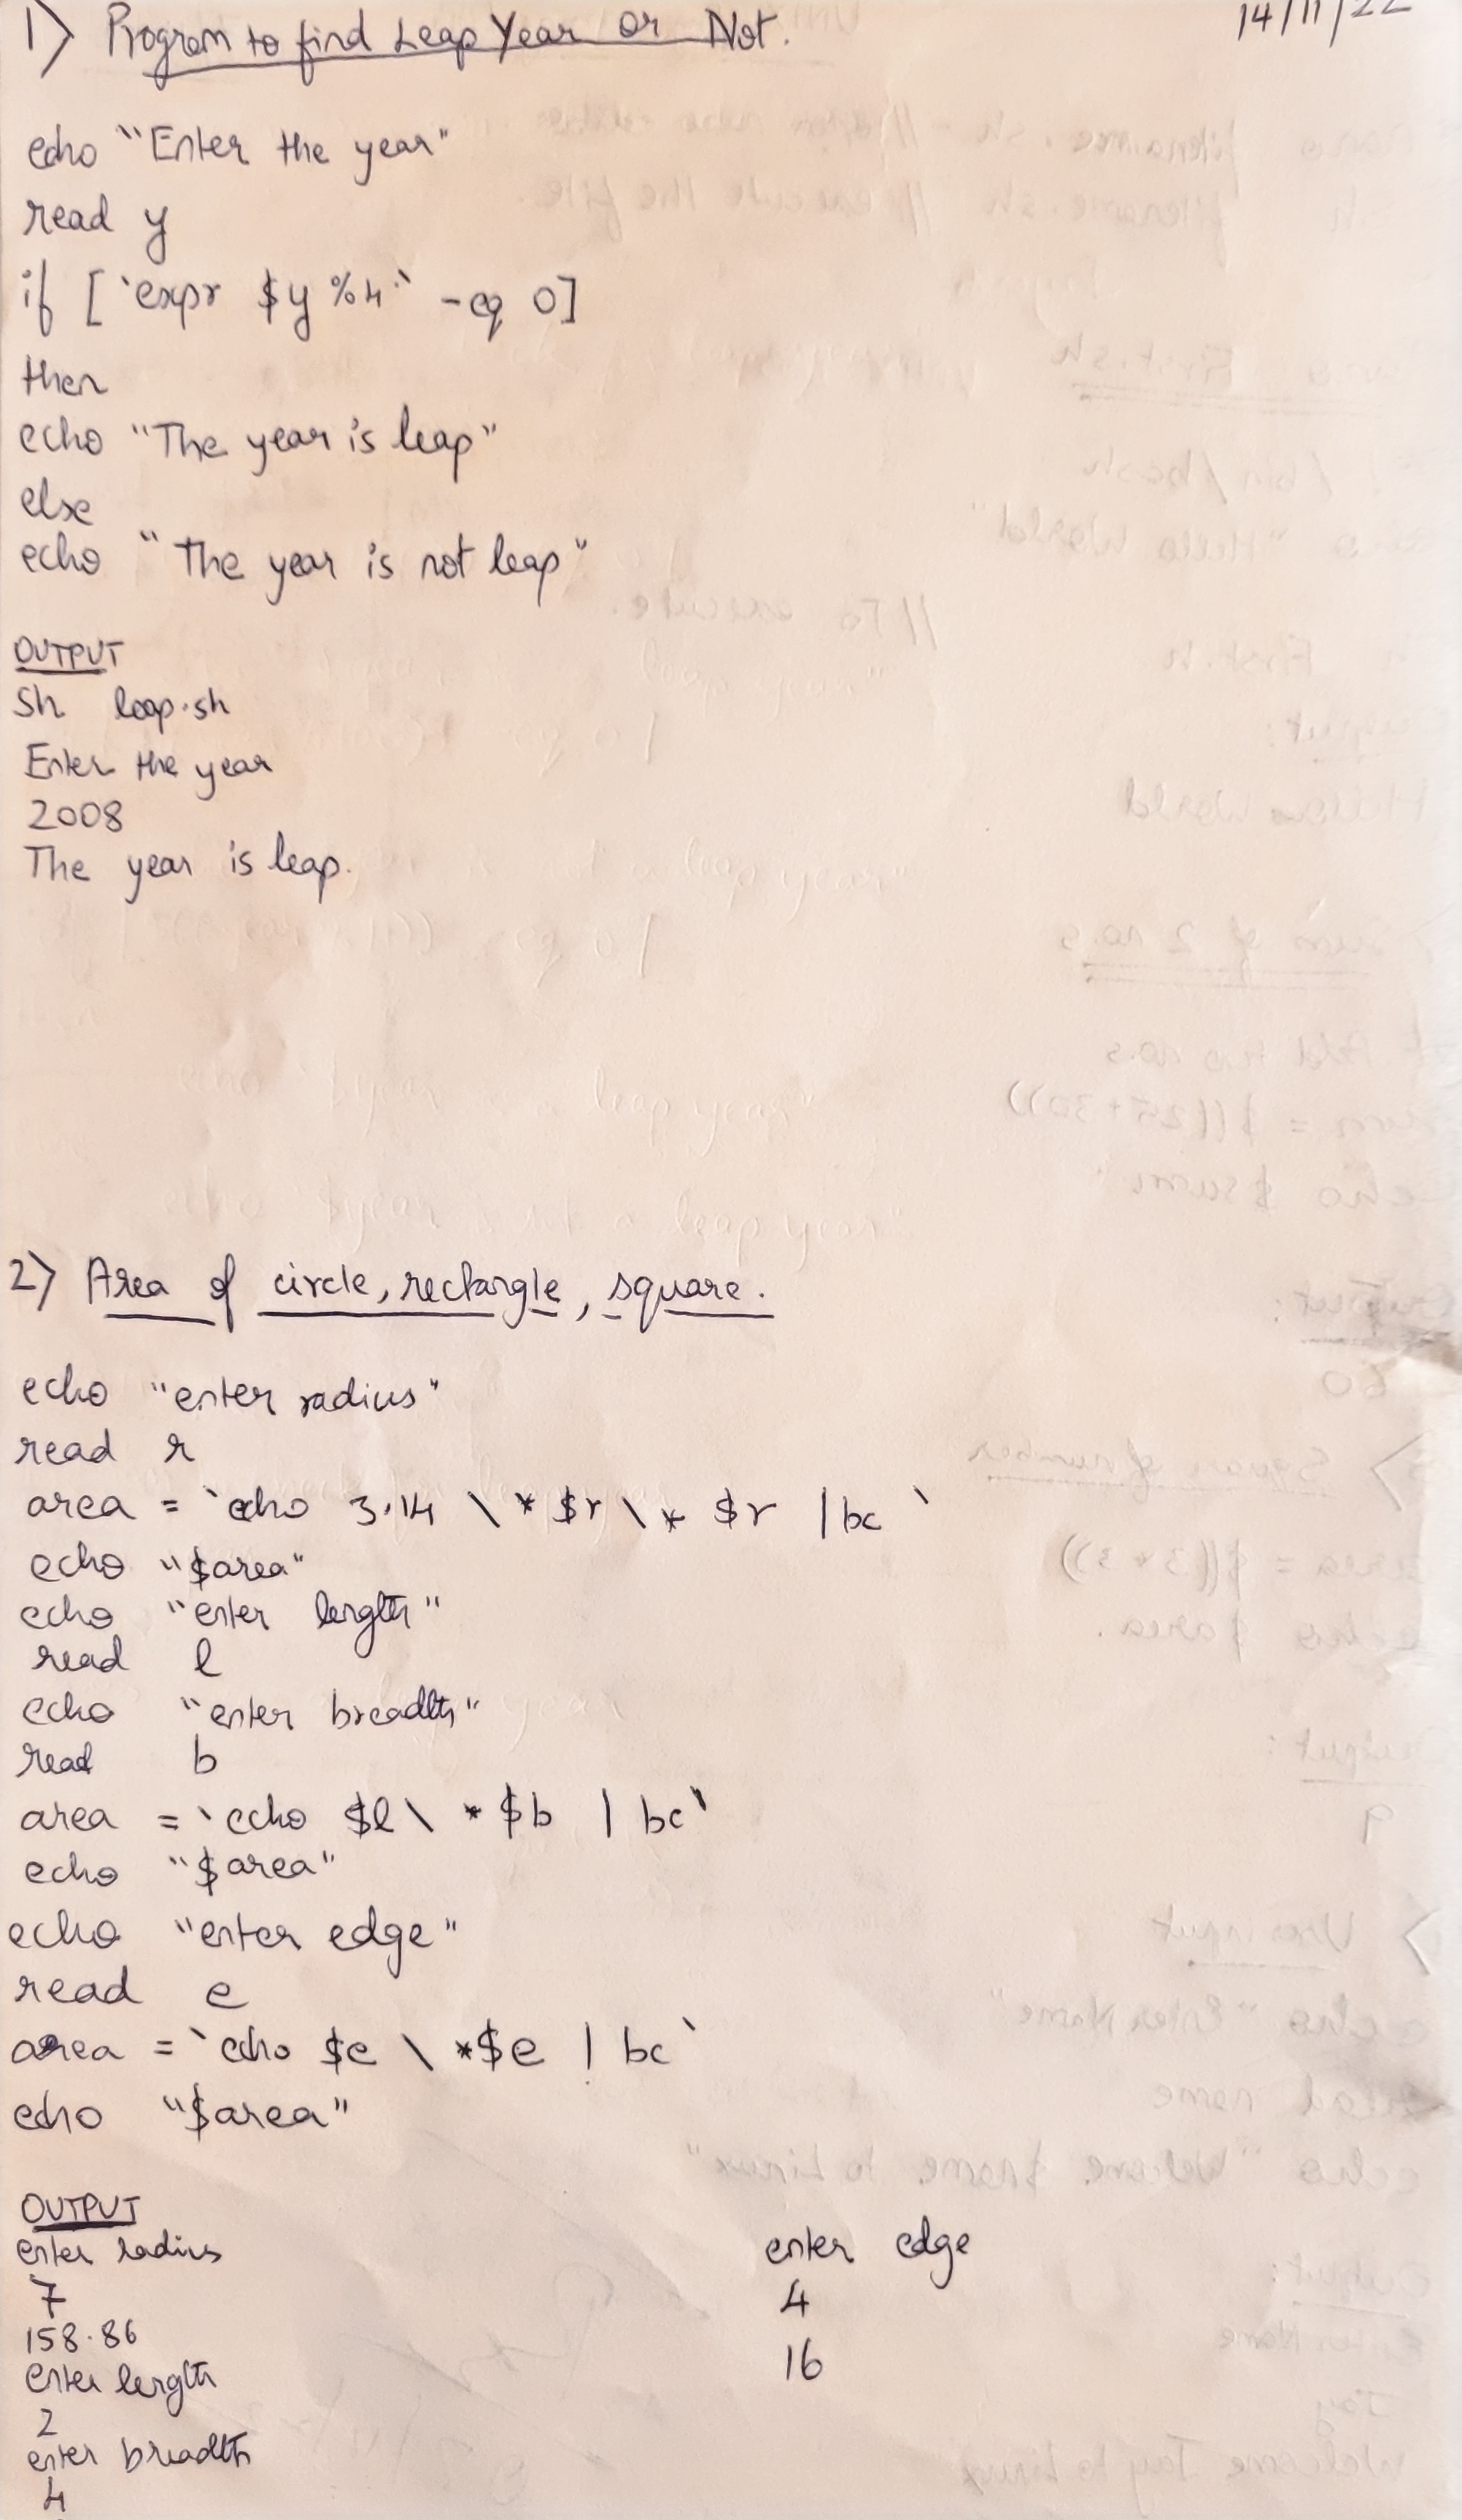 14/11/22
1) Program to find Leap Year or Not.
echo "Enter the year"
read y
if [`expr $y %4` -eq 0]
then
echo "The year is leap"
else
echo "The year is not leap"
OUTPUT
Sh leap.sh
Enter the year
2008
The year is leap.
2) Area of circle, rectangle, square.
echo "enter radius"
read r
area = `echo 3.14 \* $r \* $r | bc `
echo "$area"
echo "enter length"
read l
echo "enter breadth"
read b
area = `echo $l \ * $b | bc`
echo "$area"
echo "enter edge"
read e
area = `echo $e \ *$e | bc`
echo "$area"
OUTPUT
enter radius
7
158.86
enter length
2
enter breadth
4
enter edge
4
16